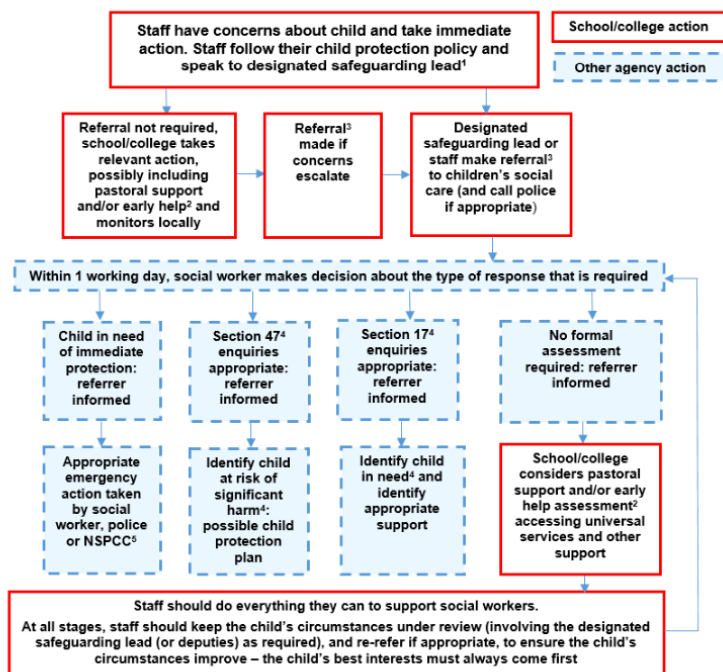 Staff have concerns about child and take immediate
action. Staff follow their child protection policy and
speak to designated safeguarding lead¹
School/college action
Other agency action
Referral not required,
school/college takes
relevant action,
possibly including
pastoral support
and/or early help² and
monitors locally
Referral³
made if
concerns
escalate
Designated
safeguarding lead or
staff make referral³
to children’s social
care (and call police
if appropriate)
Within 1 working day, social worker makes decision about the type of response that is required
Child in need
of immediate
protection:
referrer
informed
Section 47⁴
enquiries
appropriate:
referrer
informed
Section 17⁴
enquiries
appropriate:
referrer
informed
No formal
assessment
required: referrer
informed
Appropriate
emergency
action taken
by social
worker, police
or NSPCC⁵
Identify child
at risk of
significant
harm⁴:
possible child
protection
plan
Identify child
in need⁴ and
identify
appropriate
support
School/college
considers pastoral
support and/or early
help assessment²
accessing universal
services and other
support
Staff should do everything they can to support social workers.
At all stages, staff should keep the child’s circumstances under review (involving the designated
safeguarding lead (or deputies) as required), and re-refer if appropriate, to ensure the child’s
circumstances improve – the child’s best interests must always come first